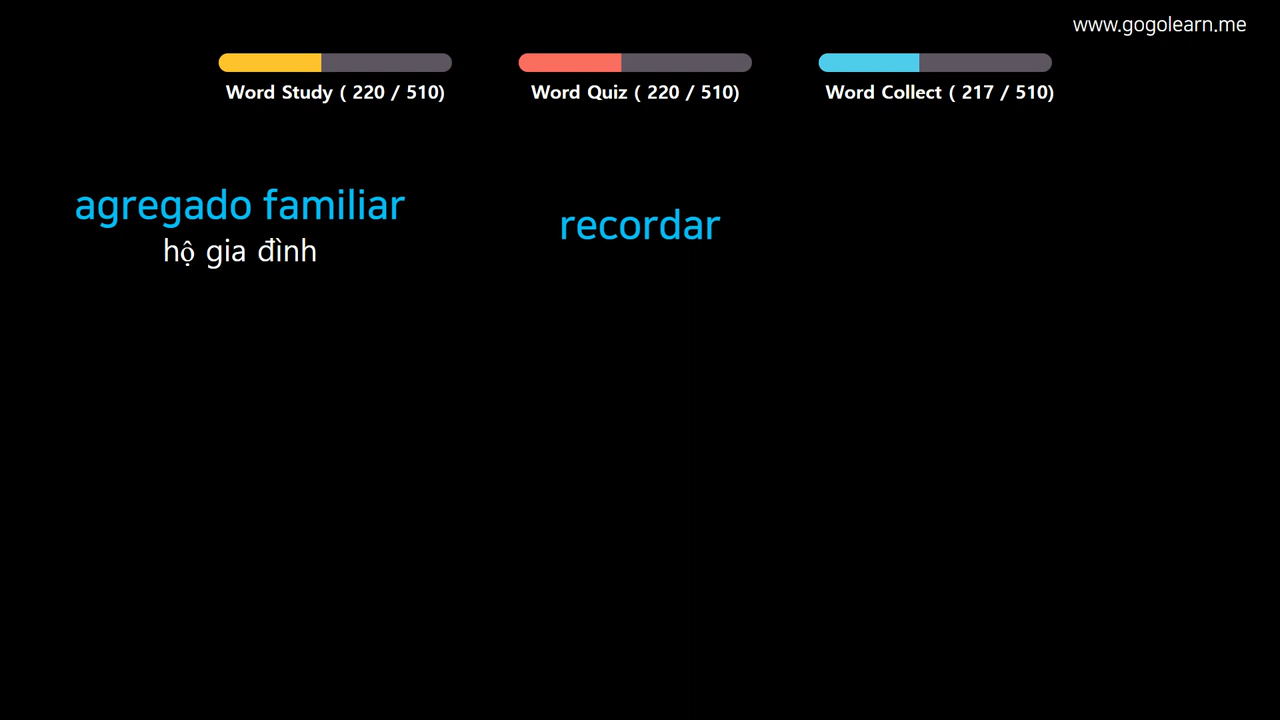 www.gogolearn.me
Word Study ( 220 / 510)
Word Quiz ( 220 / 510)
Word Collect ( 217 / 510)
agregado familiar
hộ gia đình
recordar